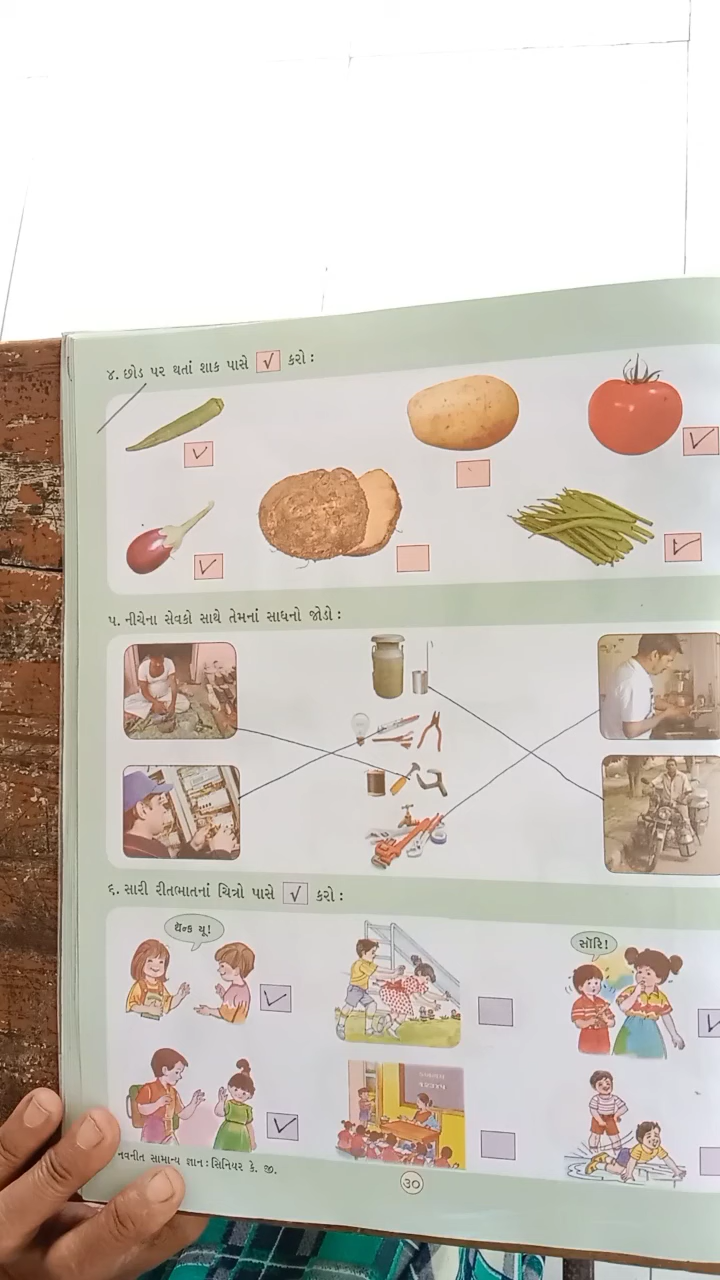 ૪. છોડ પર થતાં શાક પાસે √ કરો :
૫. નીચેના સેવકો સાથે તેમનાં સાધનો જોડો :
૬. સારી રીતભાતનાં ચિત્રો પાસે √ કરો :
થૅન્ક યૂ!
સૉરિ!
નવનીત સામાન્ય જ્ઞાન : સિનિયર કે. જી.
૩૦